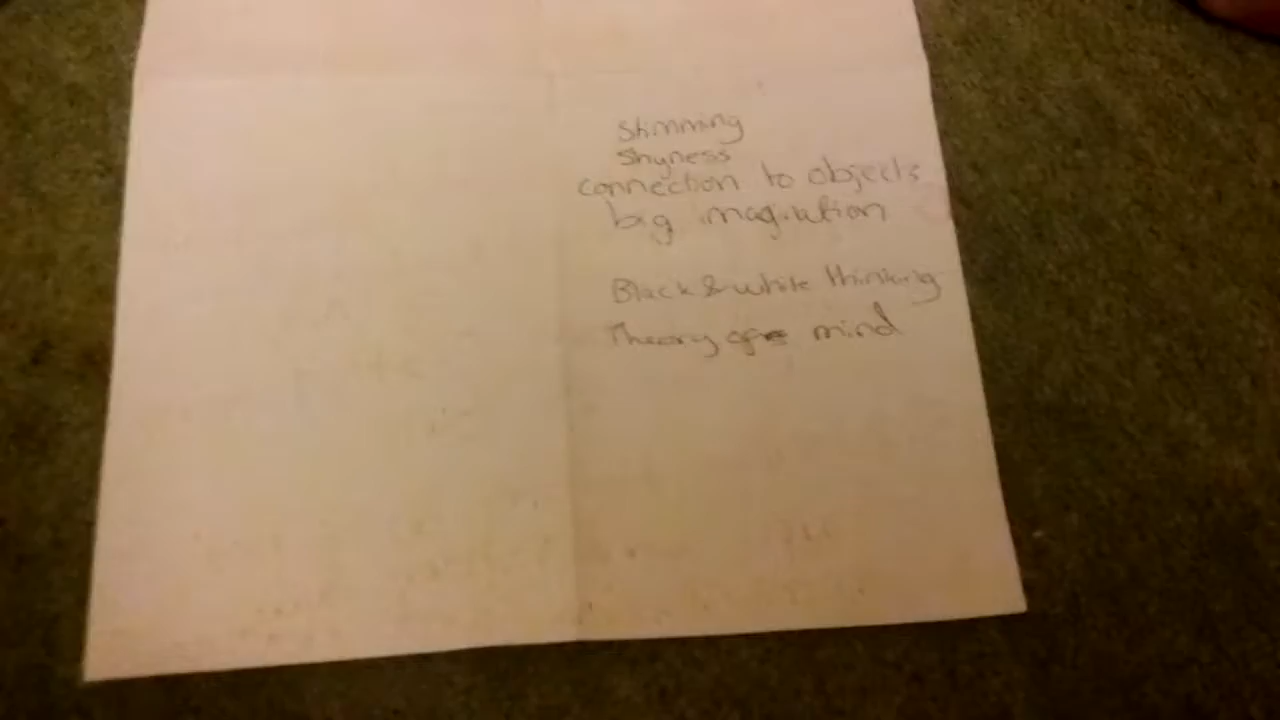 Stimming
Shyness
connection to objects
big imagination
Black & white thinking
Theory of mind